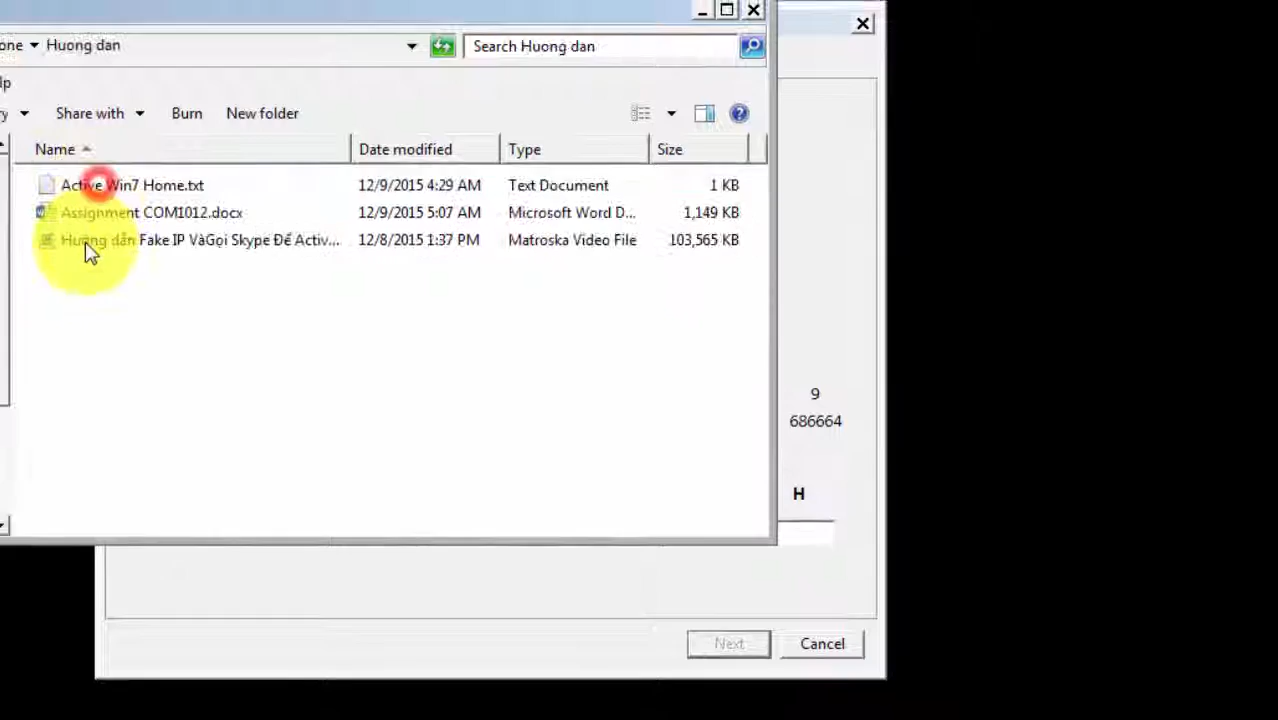 one Huong dan Search Huong dan
lp
ry Share with Burn New folder
Name Date modified Type Size
Active Win7 Home.txt 12/9/2015 4:29 AM Text Document 1 KB
Assignment COM1012.docx 12/9/2015 5:07 AM Microsoft Word D... 1,149 KB
Hướng dẫn Fake IP VàGọi Skype Để Activ... 12/8/2015 1:37 PM Matroska Video File 103,565 KB
9
686664
H
Next Cancel